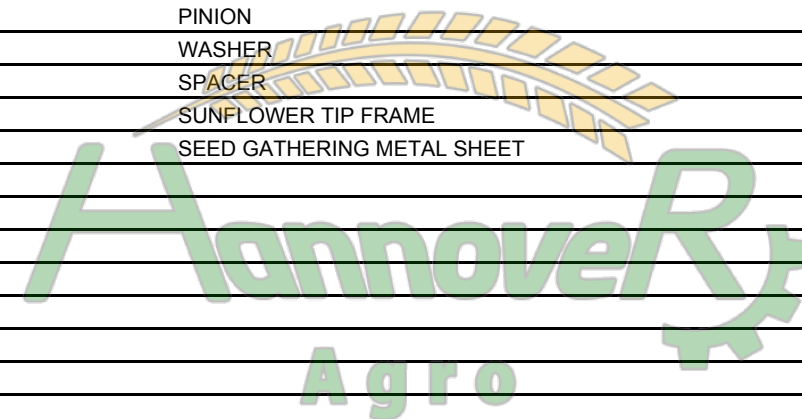 PINION
WASHER
SPACER
SUNFLOWER TIP FRAME
SEED GATHERING METAL SHEET
HannoveR
Agro